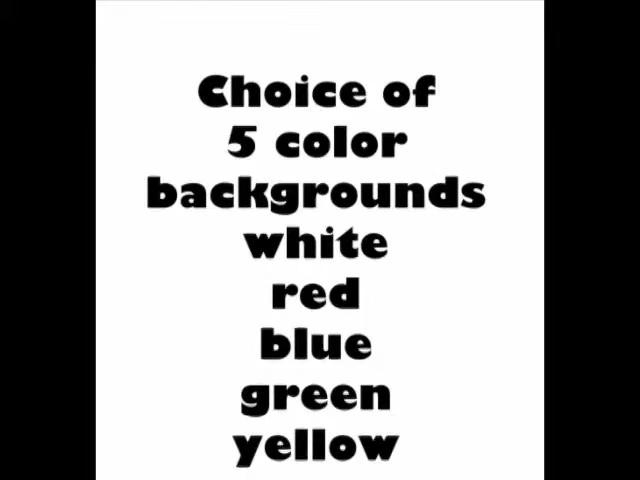 Choice of
5 color
backgrounds
white
red
blue
green
yellow